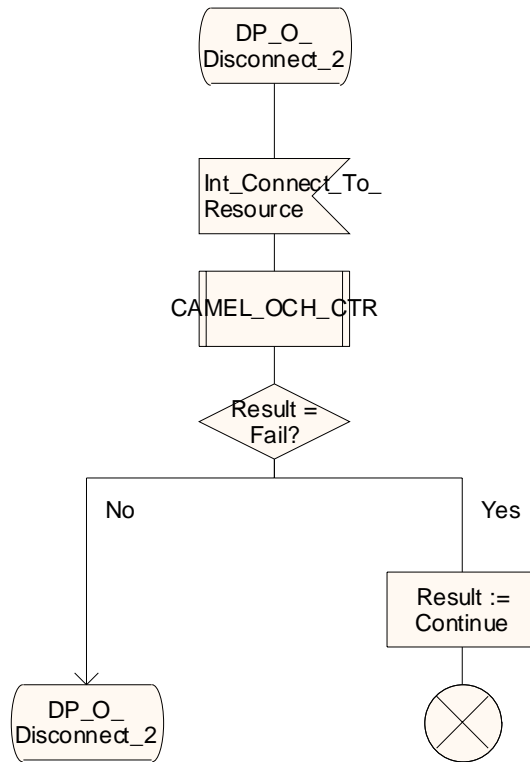 DP_O_
Disconnect_2
Int_Connect_To_
Resource
CAMEL_OCH_CTR
Result =
Fail?
No
Yes
Result :=
Continue
DP_O_
Disconnect_2